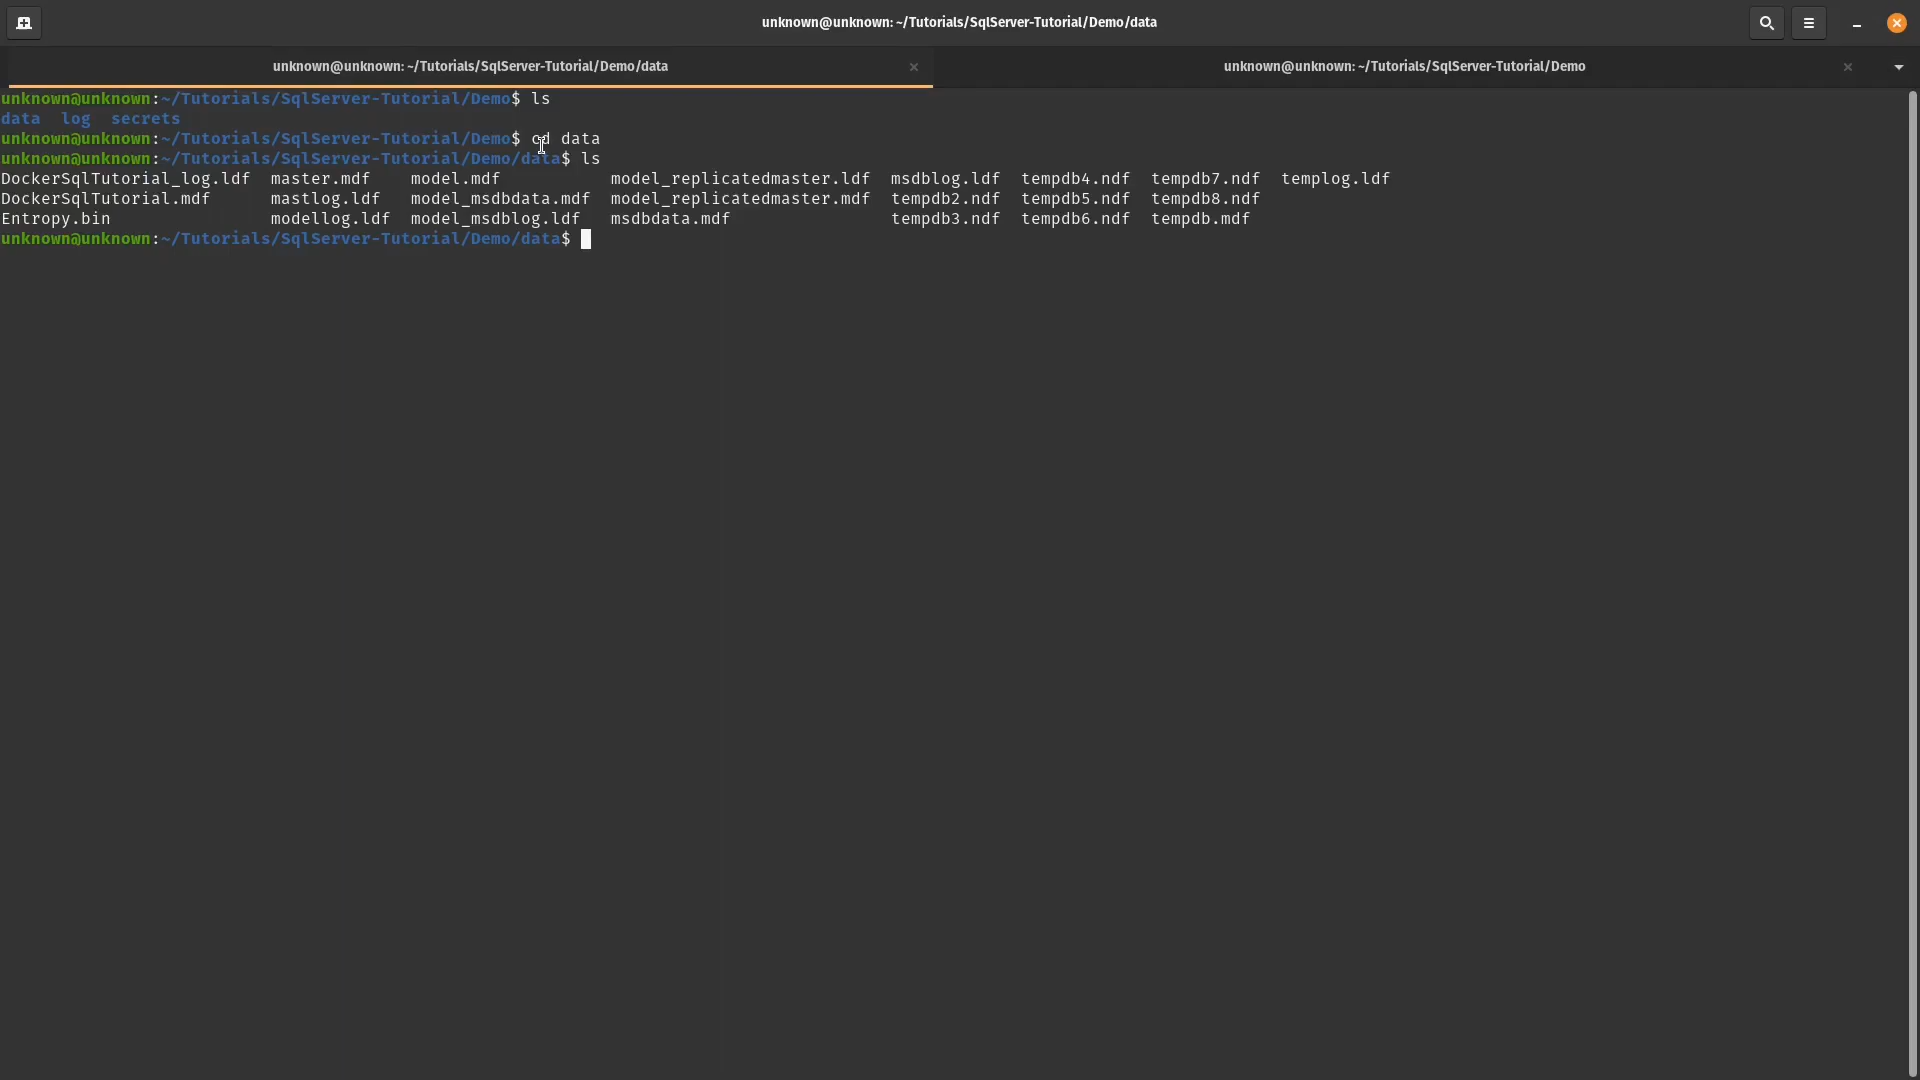 unknown@unknown: ~/Tutorials/SqlServer-Tutorial/Demo/data
unknown@unknown: ~/Tutorials/SqlServer-Tutorial/Demo/data
unknown@unknown: ~/Tutorials/SqlServer-Tutorial/Demo
unknown@unknown:~/Tutorials/SqlServer-Tutorial/Demo$ ls
data  log  secrets
unknown@unknown:~/Tutorials/SqlServer-Tutorial/Demo$ cd data
unknown@unknown:~/Tutorials/SqlServer-Tutorial/Demo/data$ ls
DockerSqlTutorial_log.ldf  master.mdf    model.mdf           model_replicatedmaster.ldf  msdblog.ldf  tempdb4.ndf  tempdb7.ndf  templog.ldf
DockerSqlTutorial.mdf      mastlog.ldf   model_msdbdata.mdf  model_replicatedmaster.mdf  tempdb2.ndf  tempdb5.ndf  tempdb8.ndf
Entropy.bin                modellog.ldf  model_msdblog.ldf   msdbdata.mdf                tempdb3.ndf  tempdb6.ndf  tempdb.mdf
unknown@unknown:~/Tutorials/SqlServer-Tutorial/Demo/data$